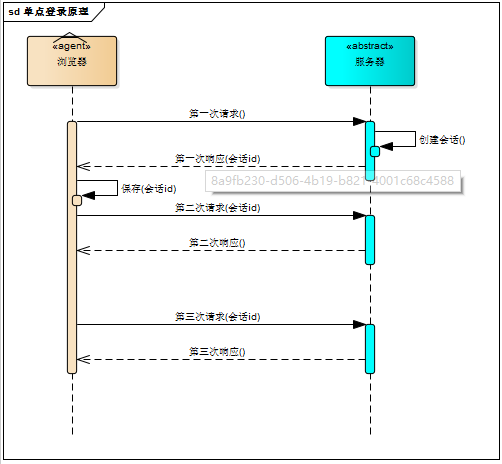 sd 单点登录原理
«agent»
浏览器
«abstract»
服务器
第一次请求()
创建会话()
第一次响应(会话id)
8a9fb230-d506-4b19-b821-4001c68c4588
保存(会话id)
第二次请求(会话id)
第二次响应()
第三次请求(会话id)
第三次响应()